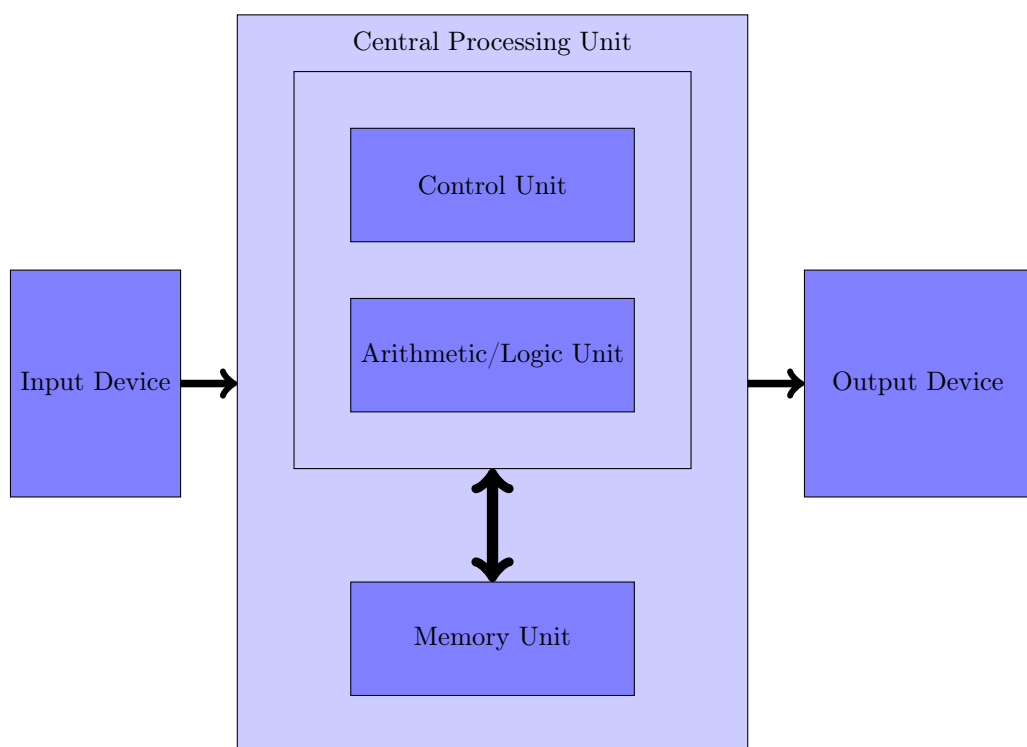 Central Processing Unit
Control Unit
Arithmetic/Logic Unit
Input Device
Output Device
Memory Unit